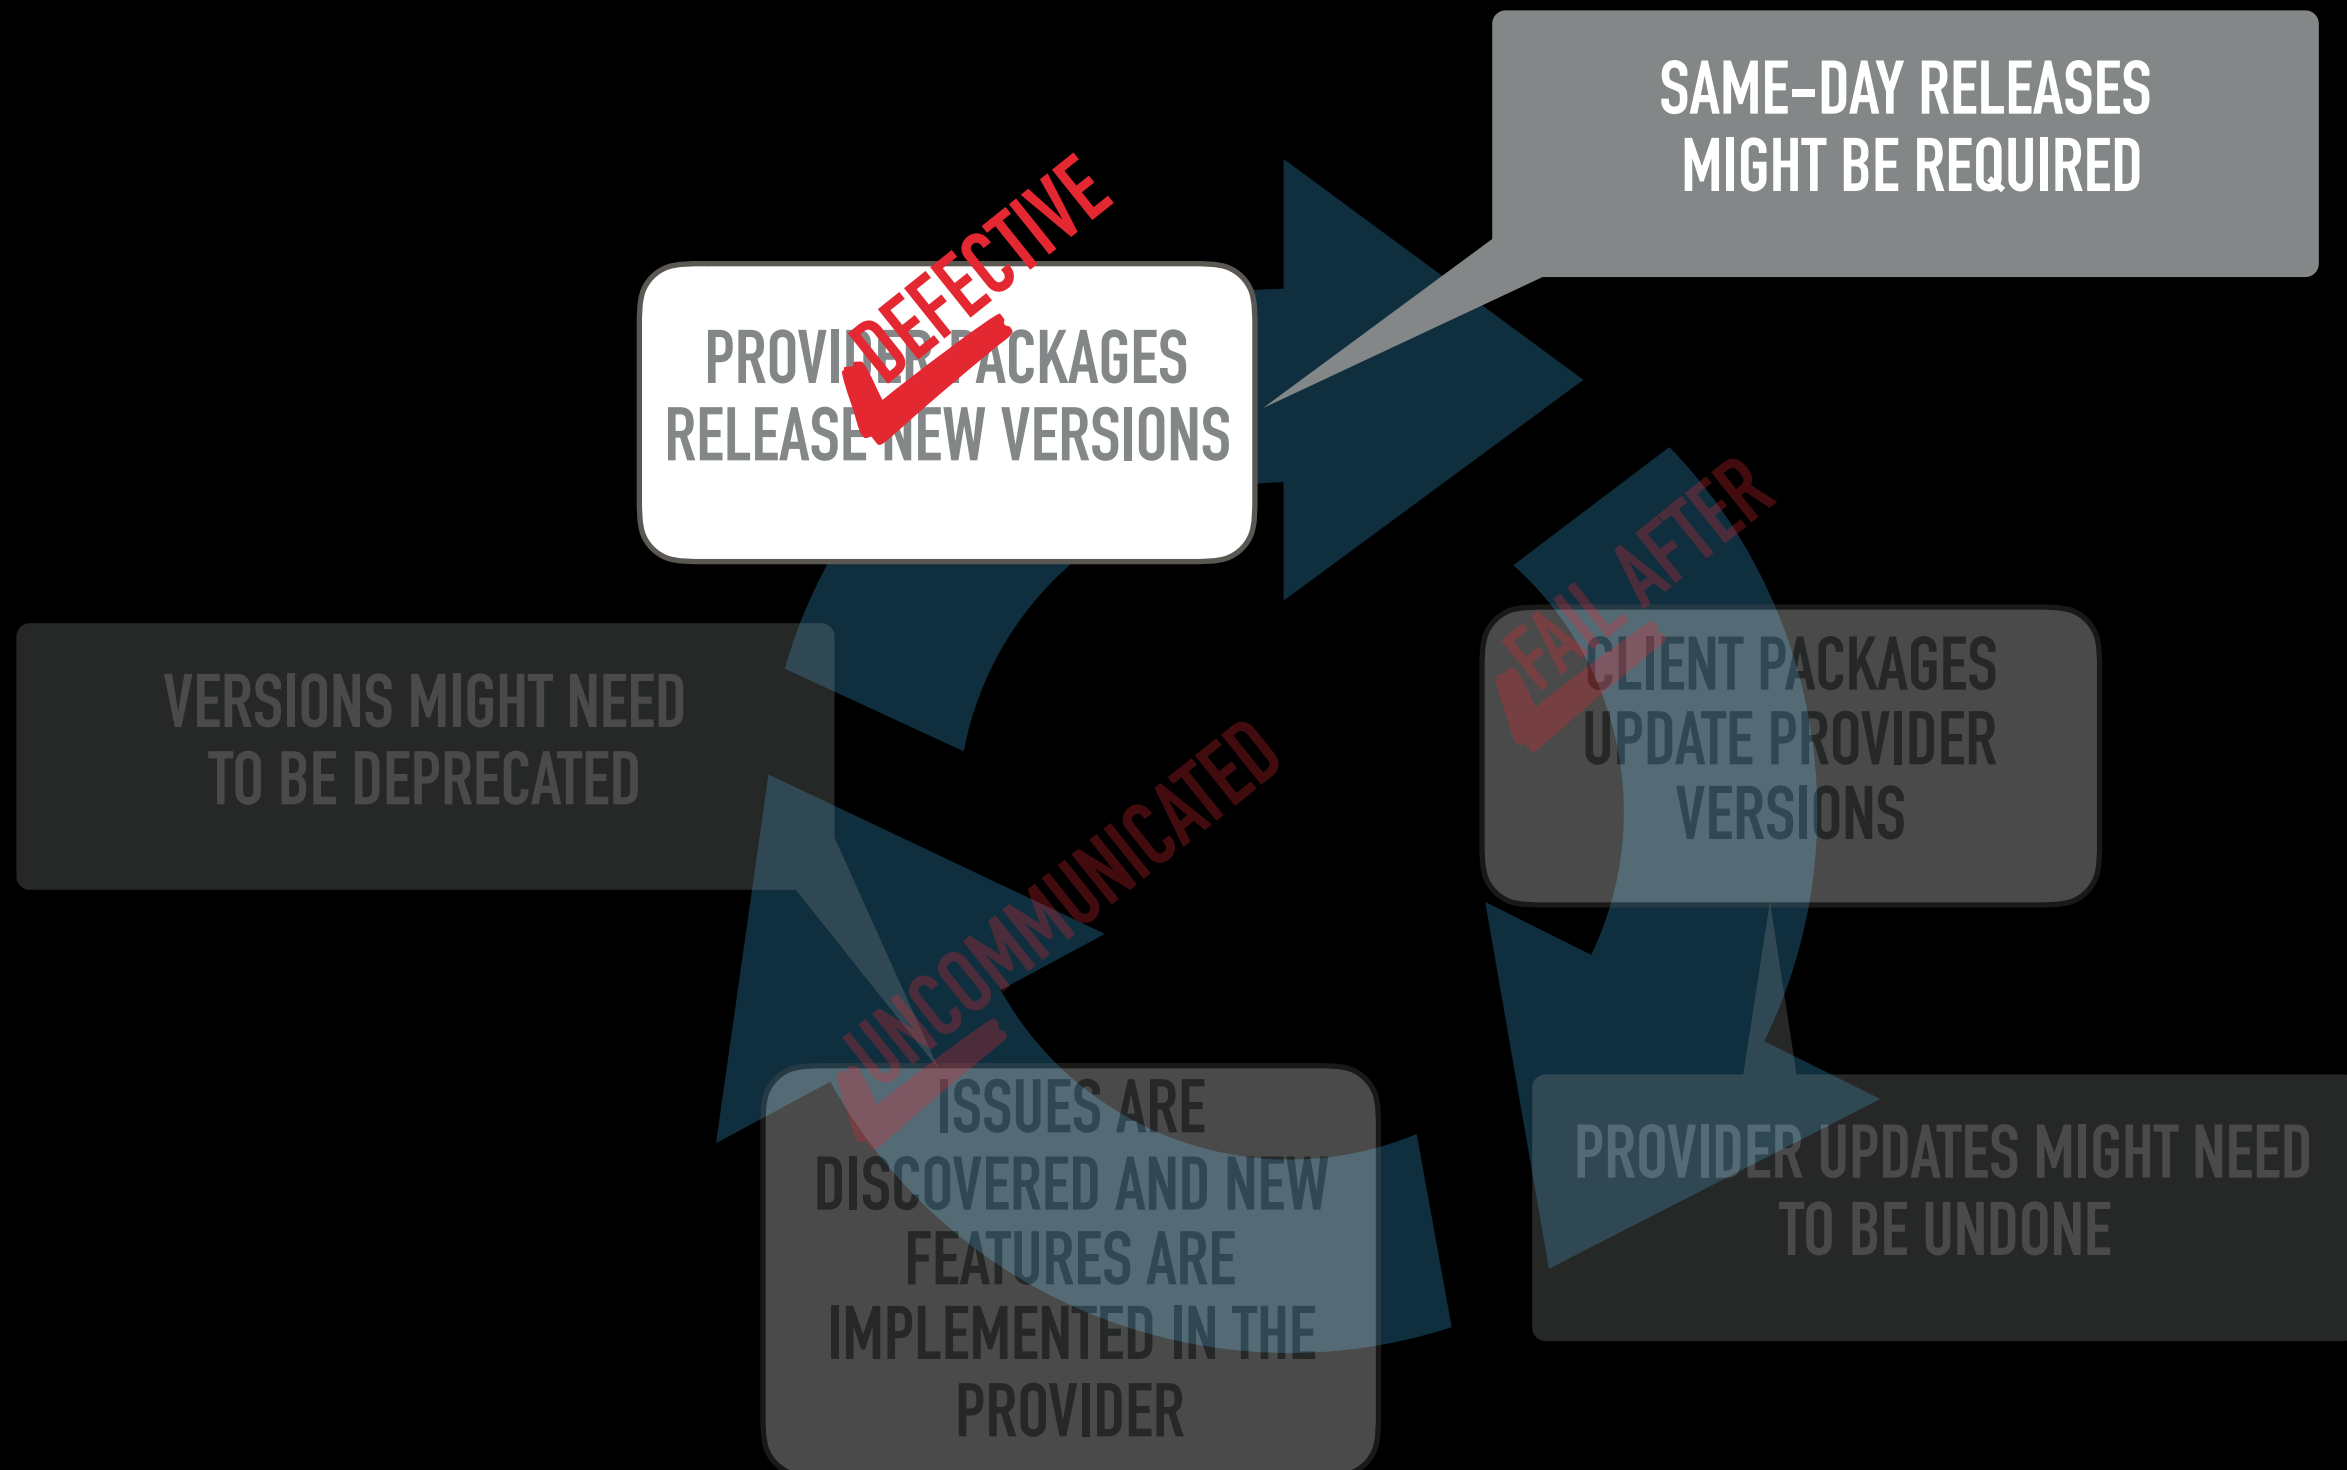 SAME-DAY RELEASES
MIGHT BE REQUIRED
DEFECTIVE
PROVIDER PACKAGES
RELEASE NEW VERSIONS
FAIL AFTER
CLIENT PACKAGES
UPDATE PROVIDER
VERSIONS
VERSIONS MIGHT NEED
TO BE DEPRECATED
UNCOMMUNICATED
ISSUES ARE
DISCOVERED AND NEW
FEATURES ARE
IMPLEMENTED IN THE
PROVIDER
PROVIDER UPDATES MIGHT NEED
TO BE UNDONE